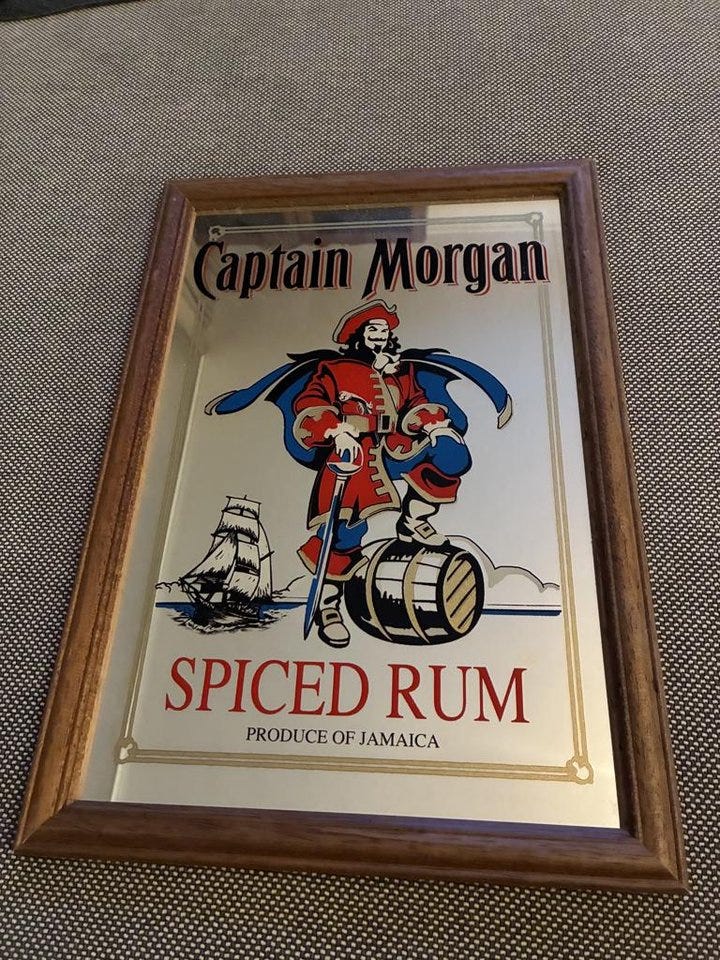 Captain Morgan
SPICED RUM
PRODUCE OF JAMAICA